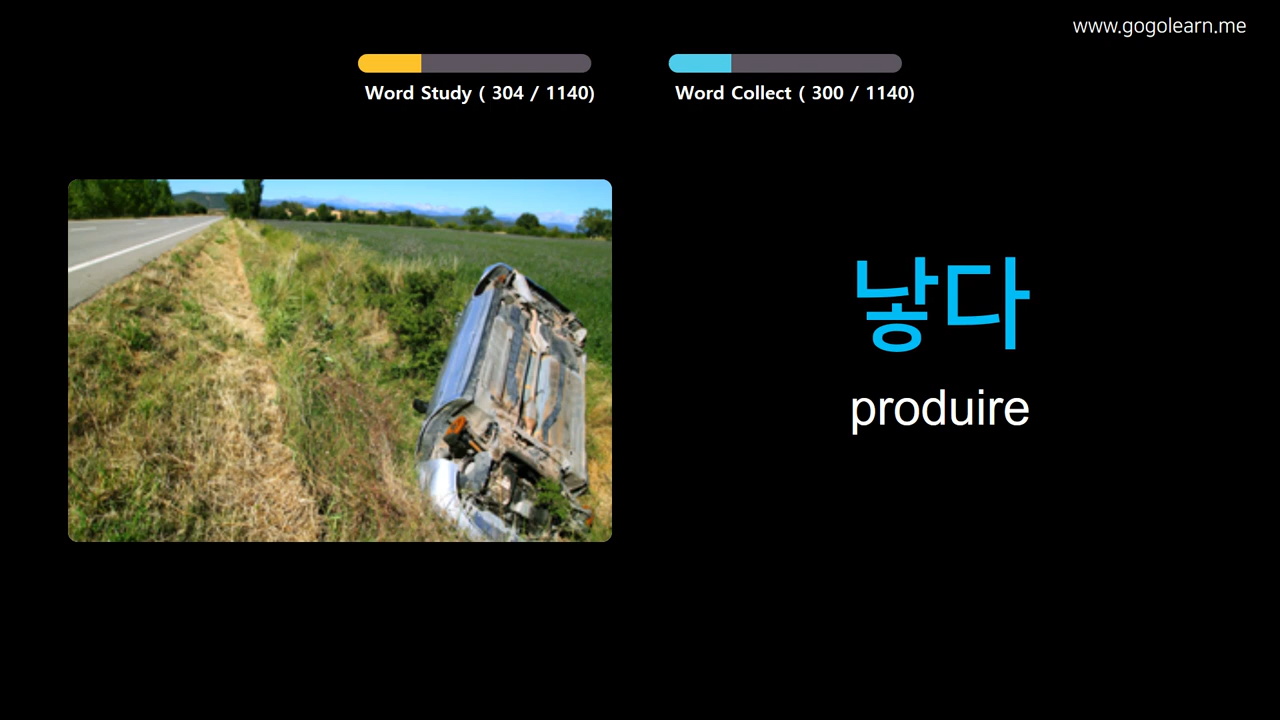 www.gogolearn.me
Word Study ( 304 / 1140)
Word Collect ( 300 / 1140)
낳다
produire